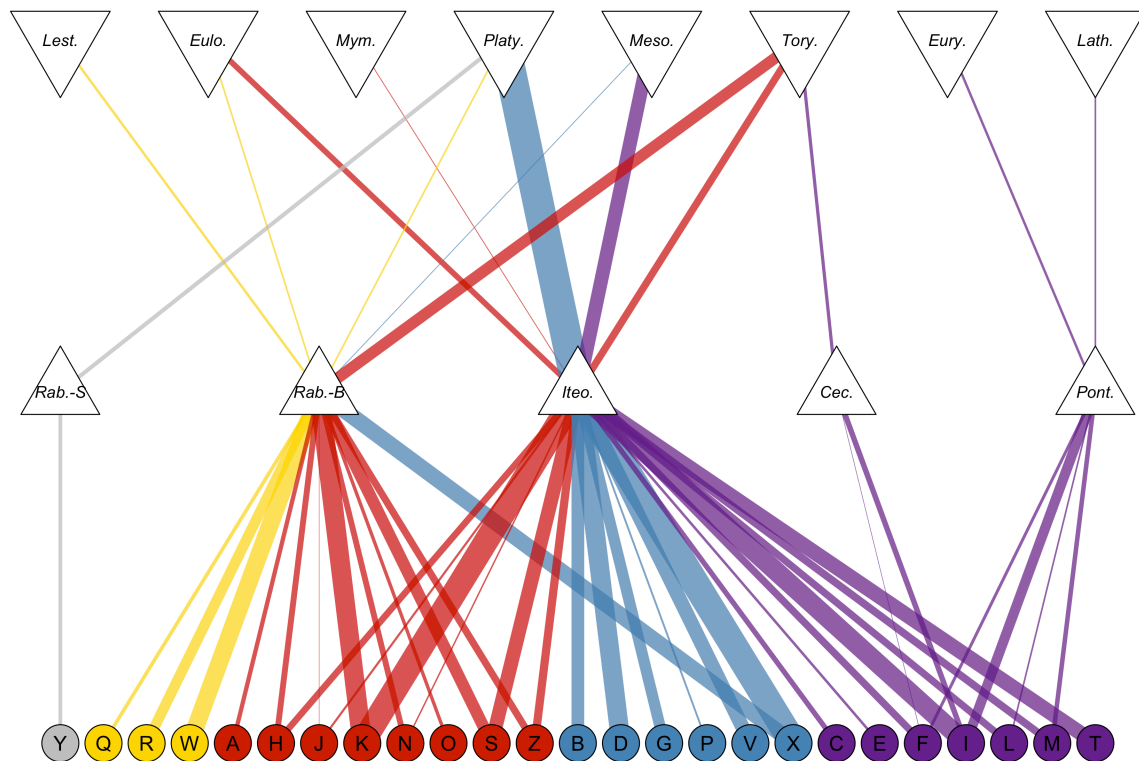 Lest. Eulo. Mym. Platy. Meso. Tory. Eury. Lath.
Rab.-S Rab.-B Iteo. Cec. Pont.
Y Q R W A H J K N O S Z B D G P V X C E F I L M T